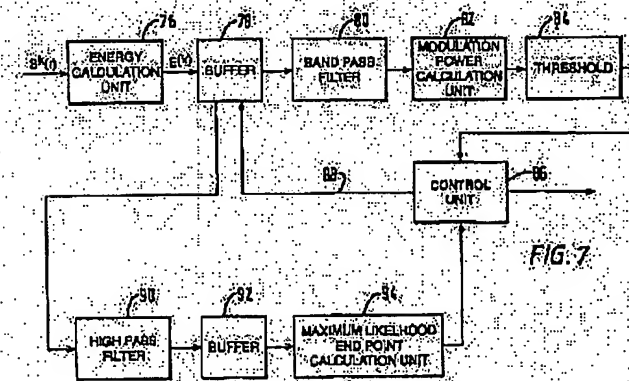 76
78
80
82
84
S^k(r)
ENERGY
CALCULATION
UNIT
E(r)
BUFFER
BAND PASS
FILTER
MODULATION
POWER
CALCULATION
UNIT
THRESHOLD
88
CONTROL
UNIT
86
FIG. 7
90
92
94
HIGH PASS
FILTER
BUFFER
MAXIMUM LIKELIHOOD
END POINT
CALCULATION UNIT